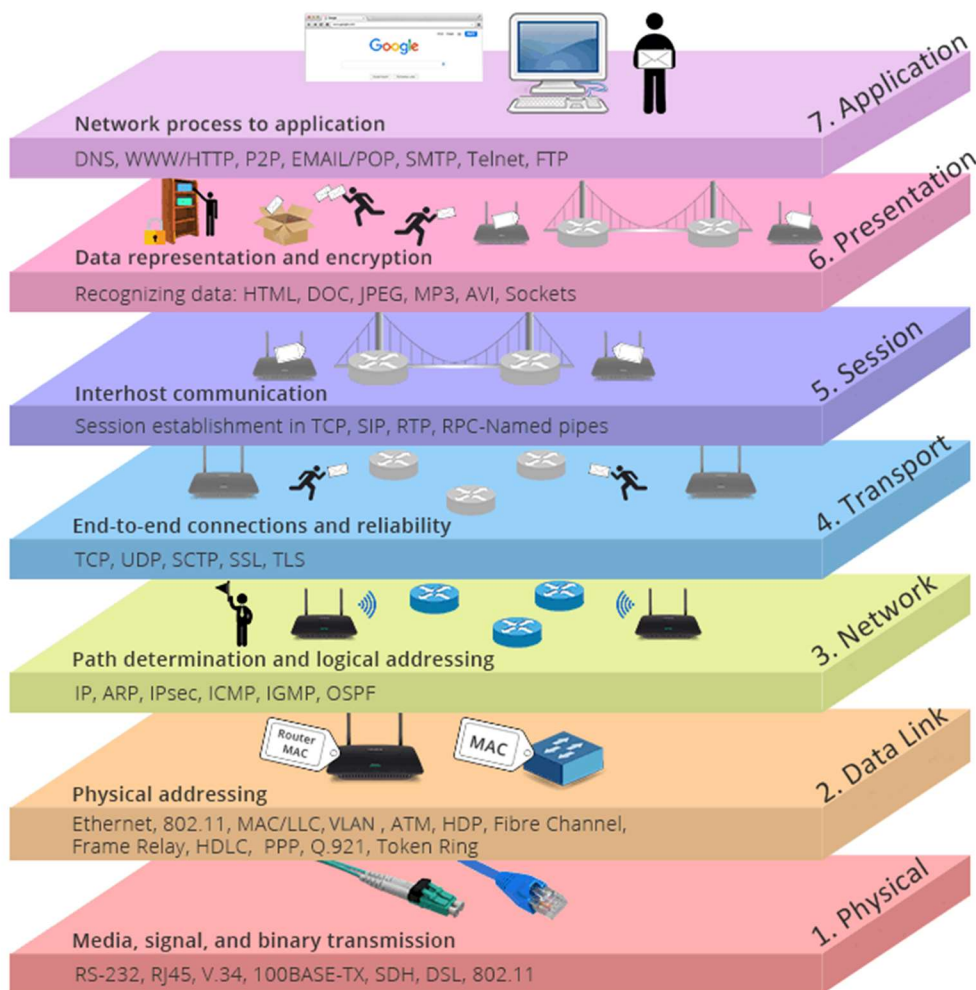 Google
7. Application
Network process to application
DNS, WWW/HTTP, P2P, EMAIL/POP, SMTP, Telnet, FTP
6. Presentation
Data representation and encryption
Recognizing data: HTML, DOC, JPEG, MP3, AVI, Sockets
5. Session
Interhost communication
Session establishment in TCP, SIP, RTP, RPC-Named pipes
4. Transport
End-to-end connections and reliability
TCP, UDP, SCTP, SSL, TLS
3. Network
Path determination and logical addressing
IP, ARP, IPsec, ICMP, IGMP, OSPF
Router
MAC
MAC
2. Data Link
Physical addressing
Ethernet, 802.11, MAC/LLC, VLAN , ATM, HDP, Fibre Channel,
Frame Relay, HDLC, PPP, Q.921, Token Ring
1. Physical
Media, signal, and binary transmission
RS-232, RJ45, V.34, 100BASE-TX, SDH, DSL, 802.11